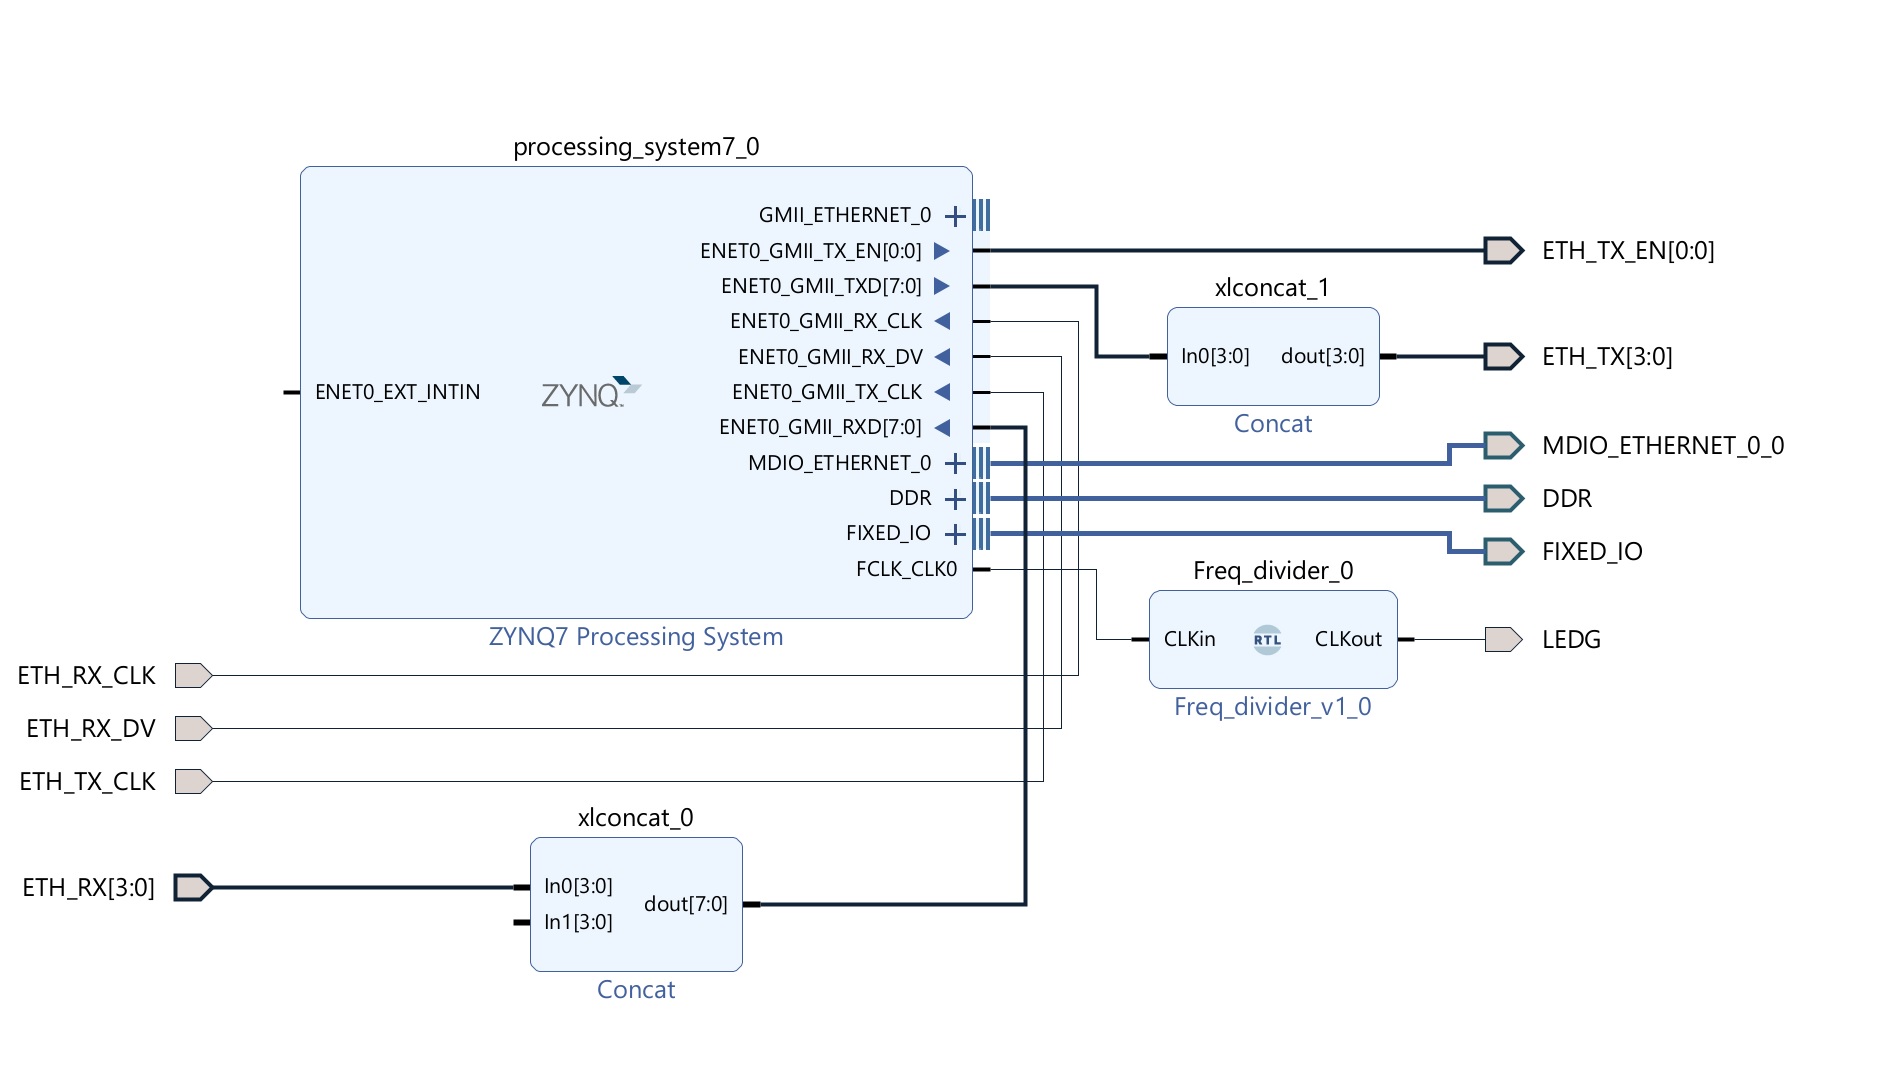 processing_system7_0
GMII_ETHERNET_0
ENET0_GMII_TX_EN[0:0]
ENET0_GMII_TXD[7:0]
ENET0_GMII_RX_CLK
ENET0_GMII_RX_DV
ENET0_GMII_TX_CLK
ENET0_GMII_RXD[7:0]
MDIO_ETHERNET_0
DDR
FIXED_IO
FCLK_CLK0
ENET0_EXT_INTIN
ZYNQ
ZYNQ7 Processing System
ETH_TX_EN[0:0]
xlconcat_1
In0[3:0] dout[3:0]
Concat
ETH_TX[3:0]
MDIO_ETHERNET_0_0
DDR
FIXED_IO
Freq_divider_0
CLKin RTL CLKout
Freq_divider_v1_0
LEDG
ETH_RX_CLK
ETH_RX_DV
ETH_TX_CLK
ETH_RX[3:0]
xlconcat_0
In0[3:0]
In1[3:0]
dout[7:0]
Concat